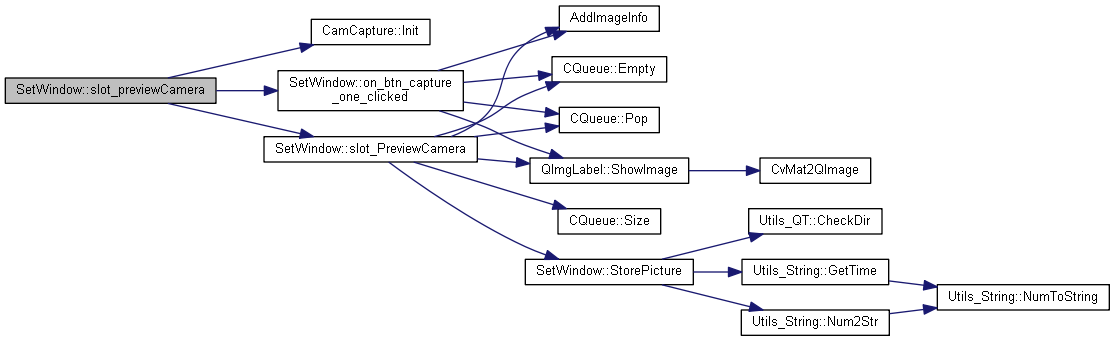 SetWindow::slot_previewCamera
CamCapture::Init
SetWindow::on_btn_capture
_one_clicked
SetWindow::slot_PreviewCamera
AddImageInfo
CQueue::Empty
CQueue::Pop
QImgLabel::ShowImage
CQueue::Size
SetWindow::StorePicture
CvMat2QImage
Utils_QT::CheckDir
Utils_String::GetTime
Utils_String::Num2Str
Utils_String::NumToString